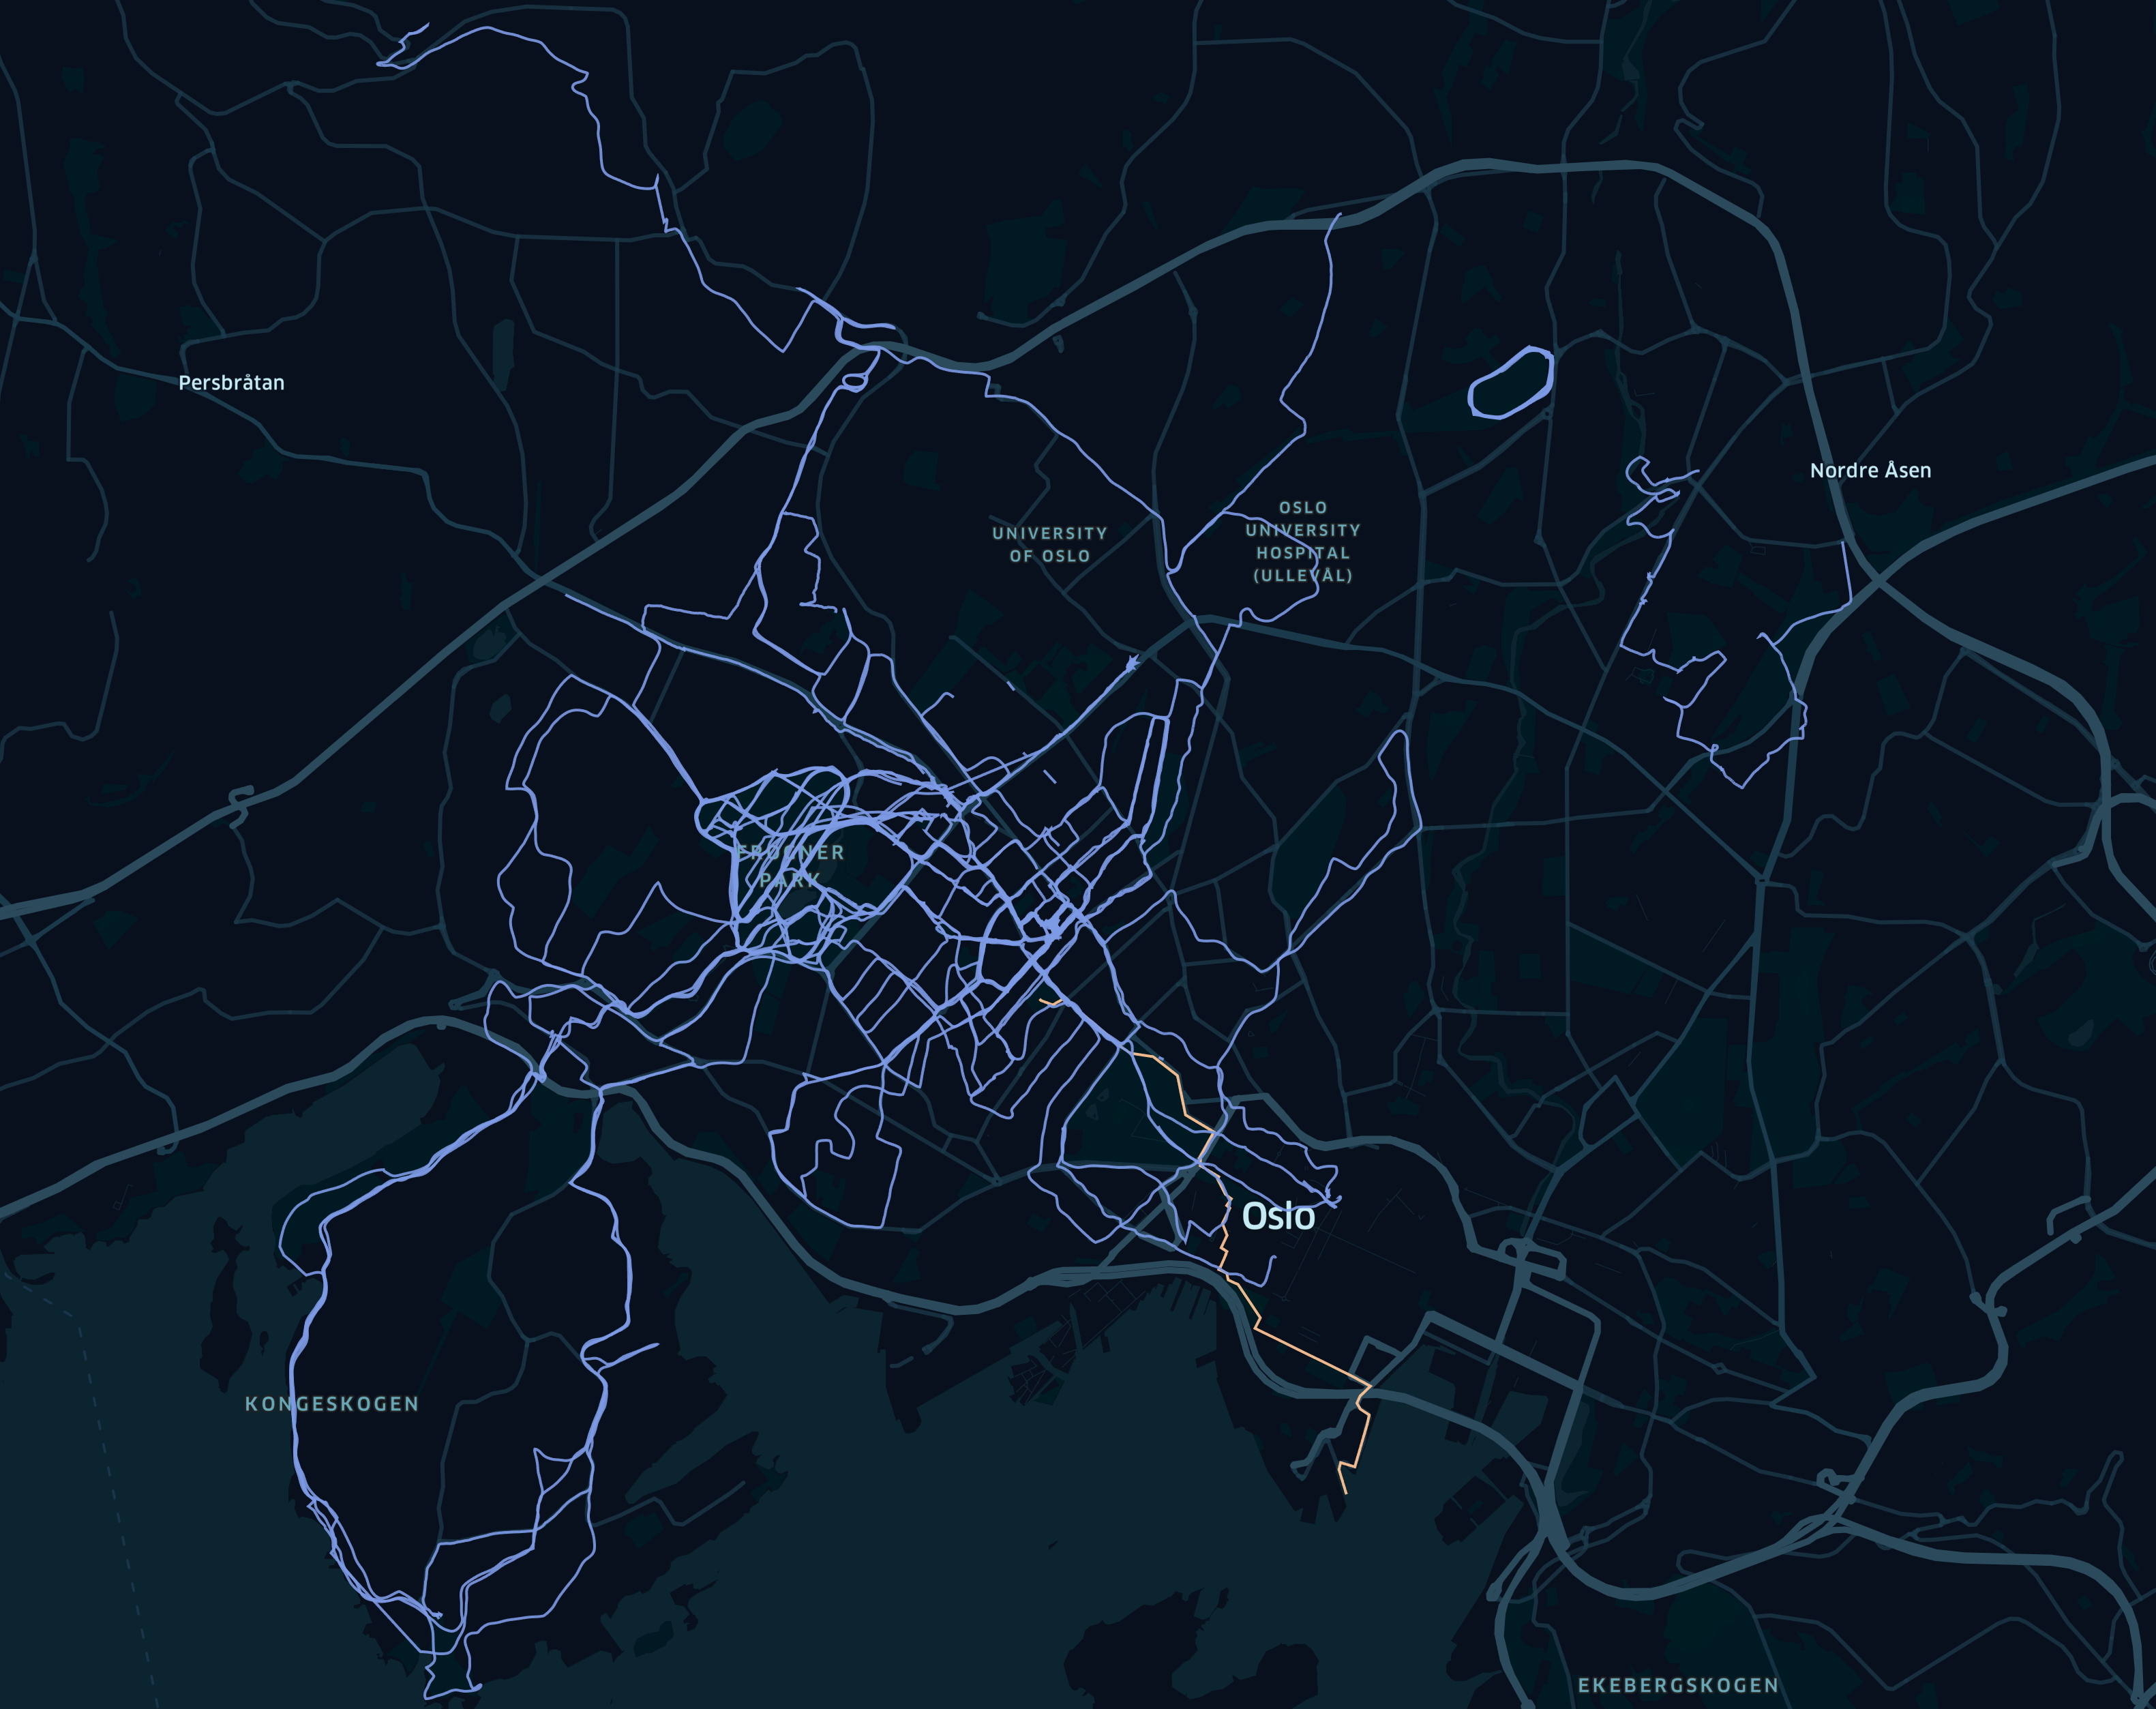 Persbråtan
Nordre Åsen
UNIVERSITY
OF OSLO
OSLO
UNIVERSITY
HOSPITAL
(ULLEVÅL)
FROGNER
PARK
Oslo
KONGESKOGEN
EKEBERGSKOGEN